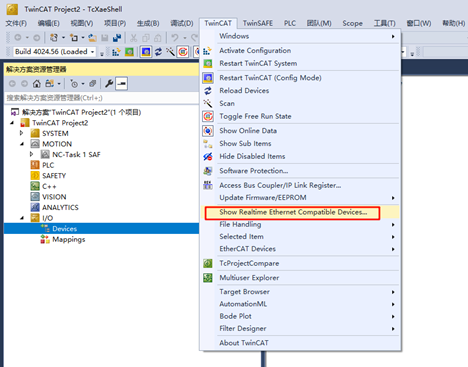 TwinCAT Project2 - TcXaeShell
文件(F) 编辑(E) 视图(V) 项目(P) 生成(B) 调试(D) TwinCAT TwinSAFE PLC 团队(M) Scope 工具(T) 窗口(W) 帮助(H)
Build 4024.56 (Loaded)
解决方案资源管理器
搜索解决方案资源管理器(Ctrl+;)
解决方案"TwinCAT Project2"(1 个项目)
TwinCAT Project2
SYSTEM
MOTION
NC-Task 1 SAF
PLC
SAFETY
C++
VISION
ANALYTICS
I/O
Devices
Mappings
Windows
Activate Configuration
Restart TwinCAT System
Restart TwinCAT (Config Mode)
Reload Devices
Scan
Toggle Free Run State
Show Online Data
Show Sub Items
Hide Disabled Items
Software Protection...
Access Bus Coupler/IP Link Register...
Update Firmware/EEPROM
Show Realtime Ethernet Compatible Devices...
File Handling
Selected Item
EtherCAT Devices
TcProjectCompare
Multiuser Explorer
Target Browser
AutomationML
Bode Plot
Filter Designer
About TwinCAT